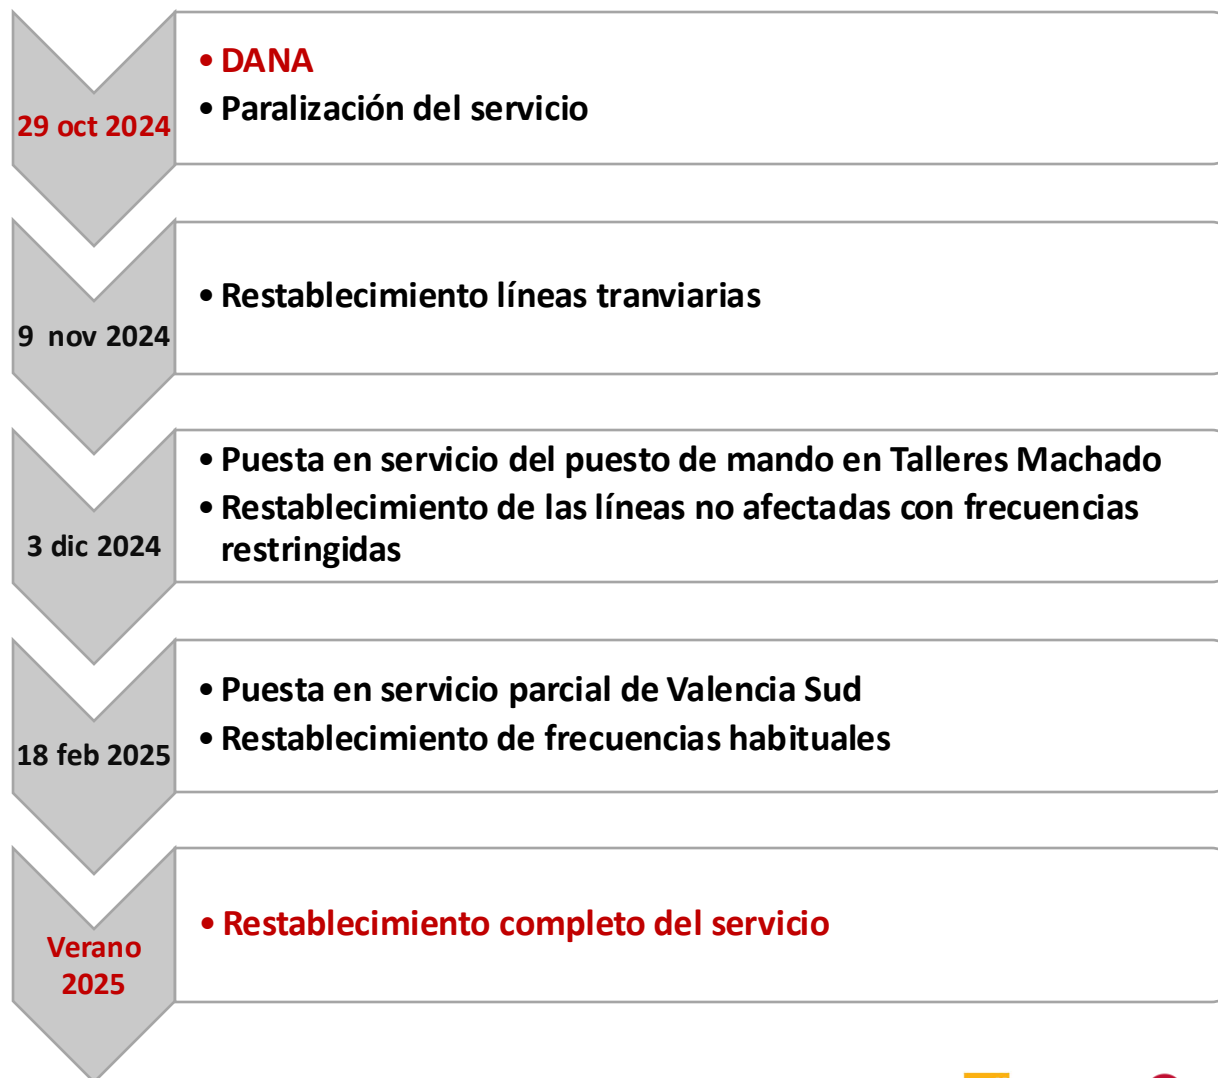 29 oct 2024
• DANA
• Paralización del servicio
9 nov 2024
• Restablecimiento líneas tranviarias
3 dic 2024
• Puesta en servicio del puesto de mando en Talleres Machado
• Restablecimiento de las líneas no afectadas con frecuencias
restringidas
18 feb 2025
• Puesta en servicio parcial de Valencia Sud
• Restablecimiento de frecuencias habituales
Verano
2025
• Restablecimiento completo del servicio